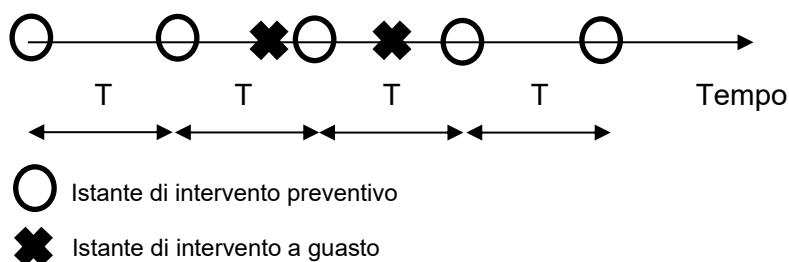 T T T T Tempo
Istante di intervento preventivo
Istante di intervento a guasto